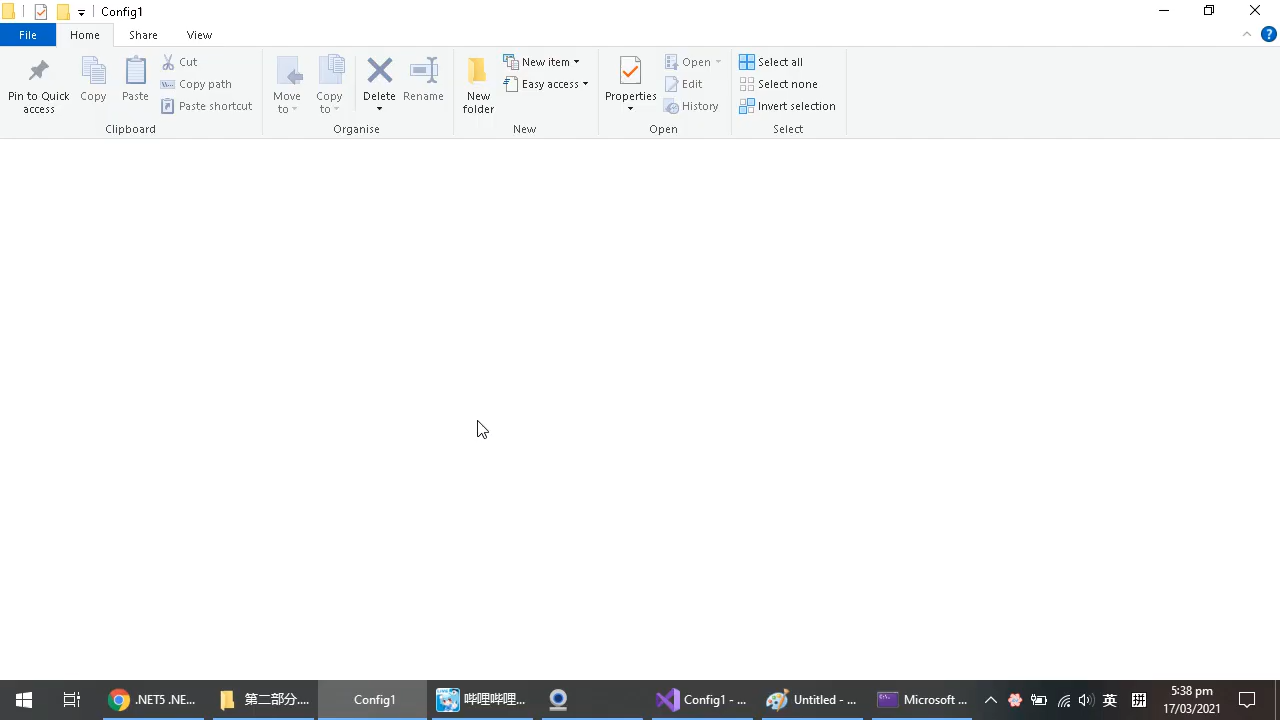 Config1
File Home Share View
Pin to Quick access
Copy
Paste
Cut
Copy path
Paste shortcut
Clipboard
Move to
Copy to
Delete
Rename
Organise
New folder
New item
Easy access
New
Properties
Open
Edit
History
Open
Select all
Select none
Invert selection
Select
.NET5 .NE...
第二部分....
Config1
哔哩哔哩...
Config1 - ...
Untitled - ...
Microsoft ...
英
拼
5:38 pm
17/03/2021